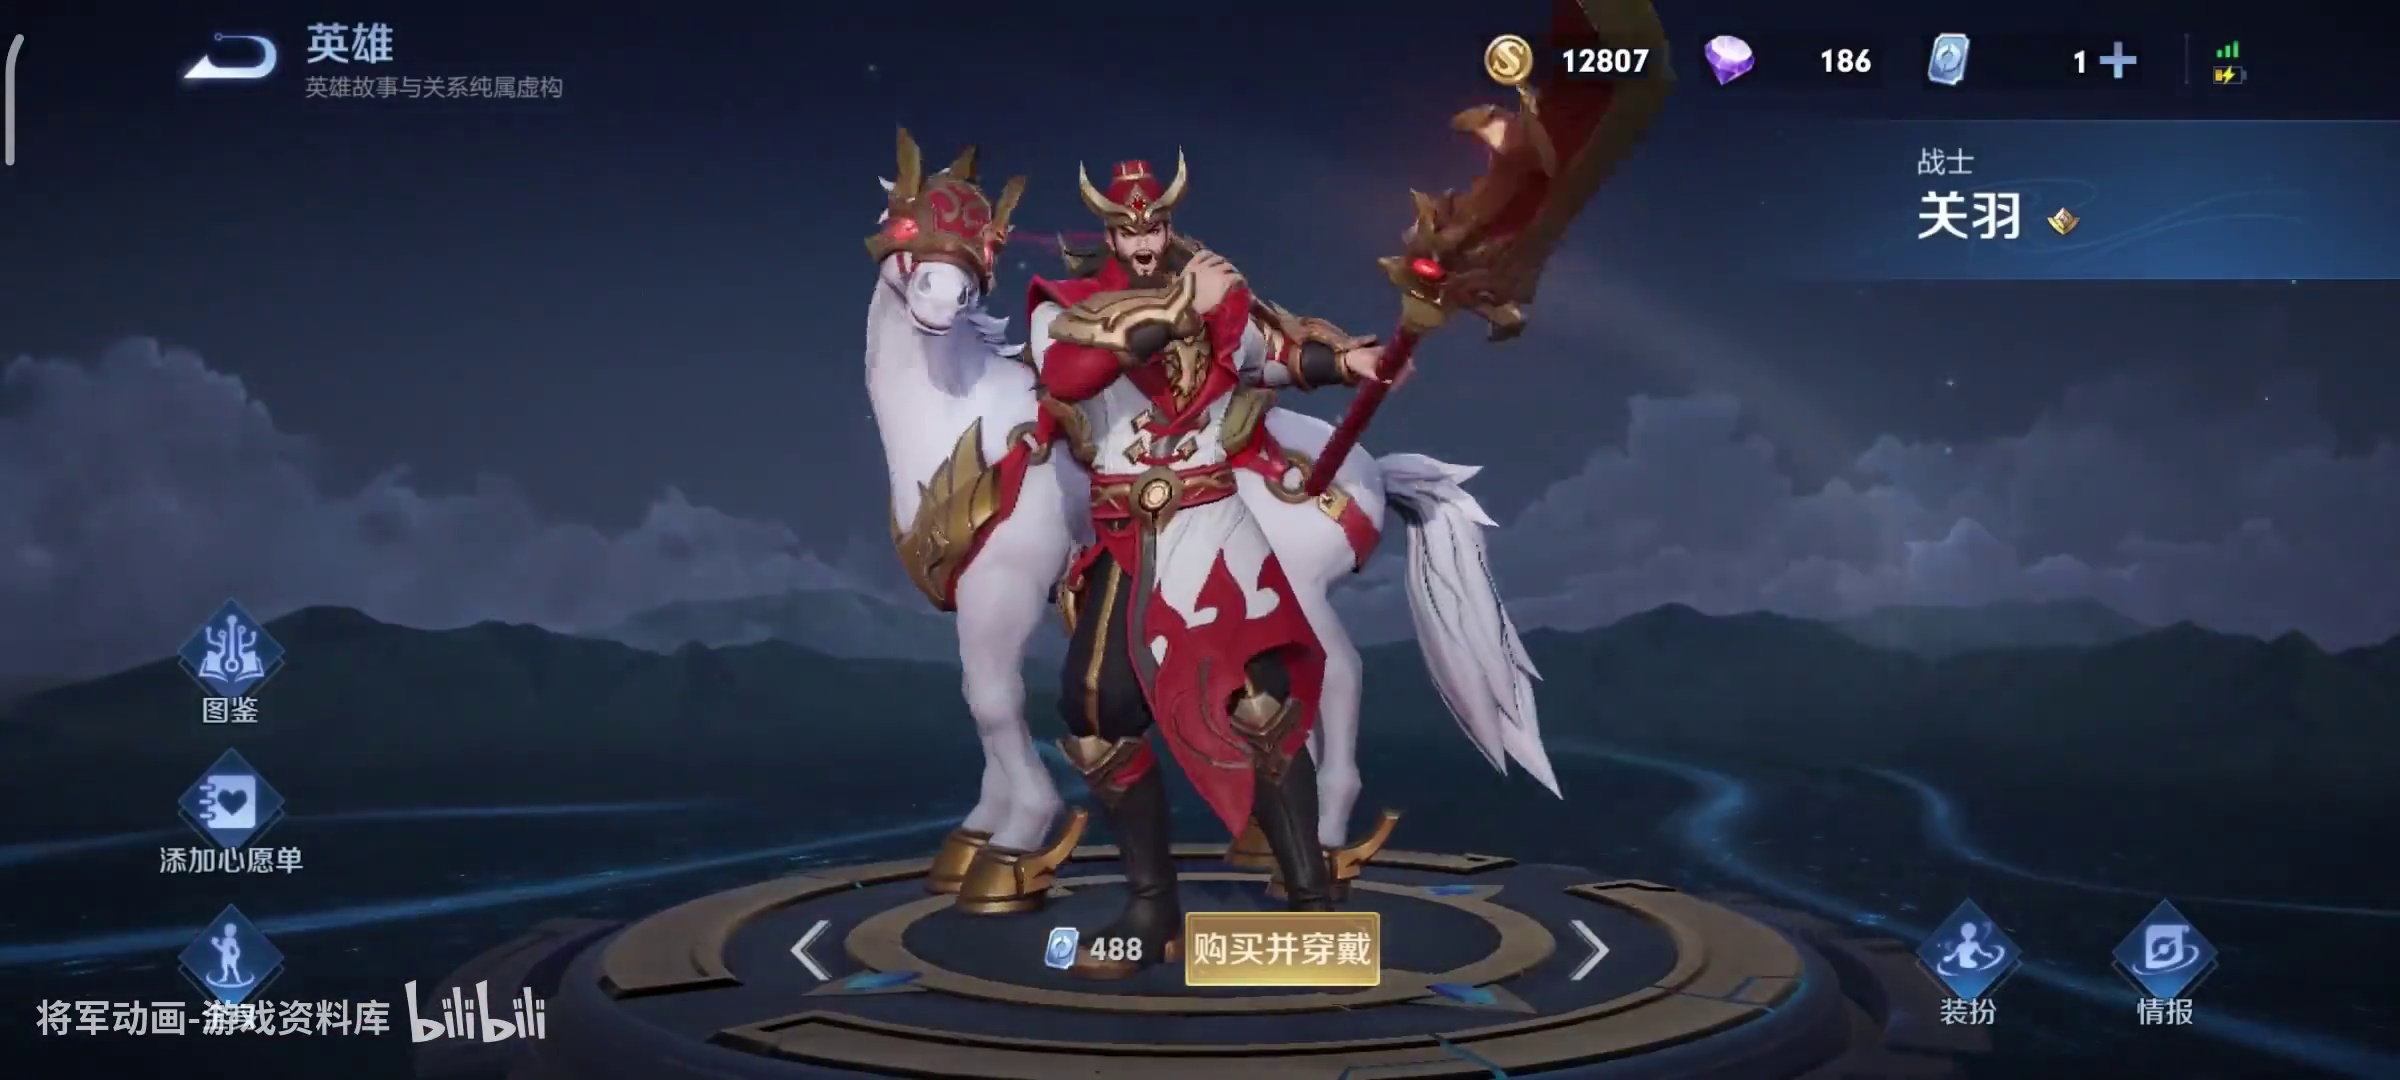 英雄
英雄故事与关系纯属虚构
12807
186
1
战士
关羽
图鉴
添加心愿单
488
购买并穿戴
装扮
情报
将军动画-游戏资料库 bilibili